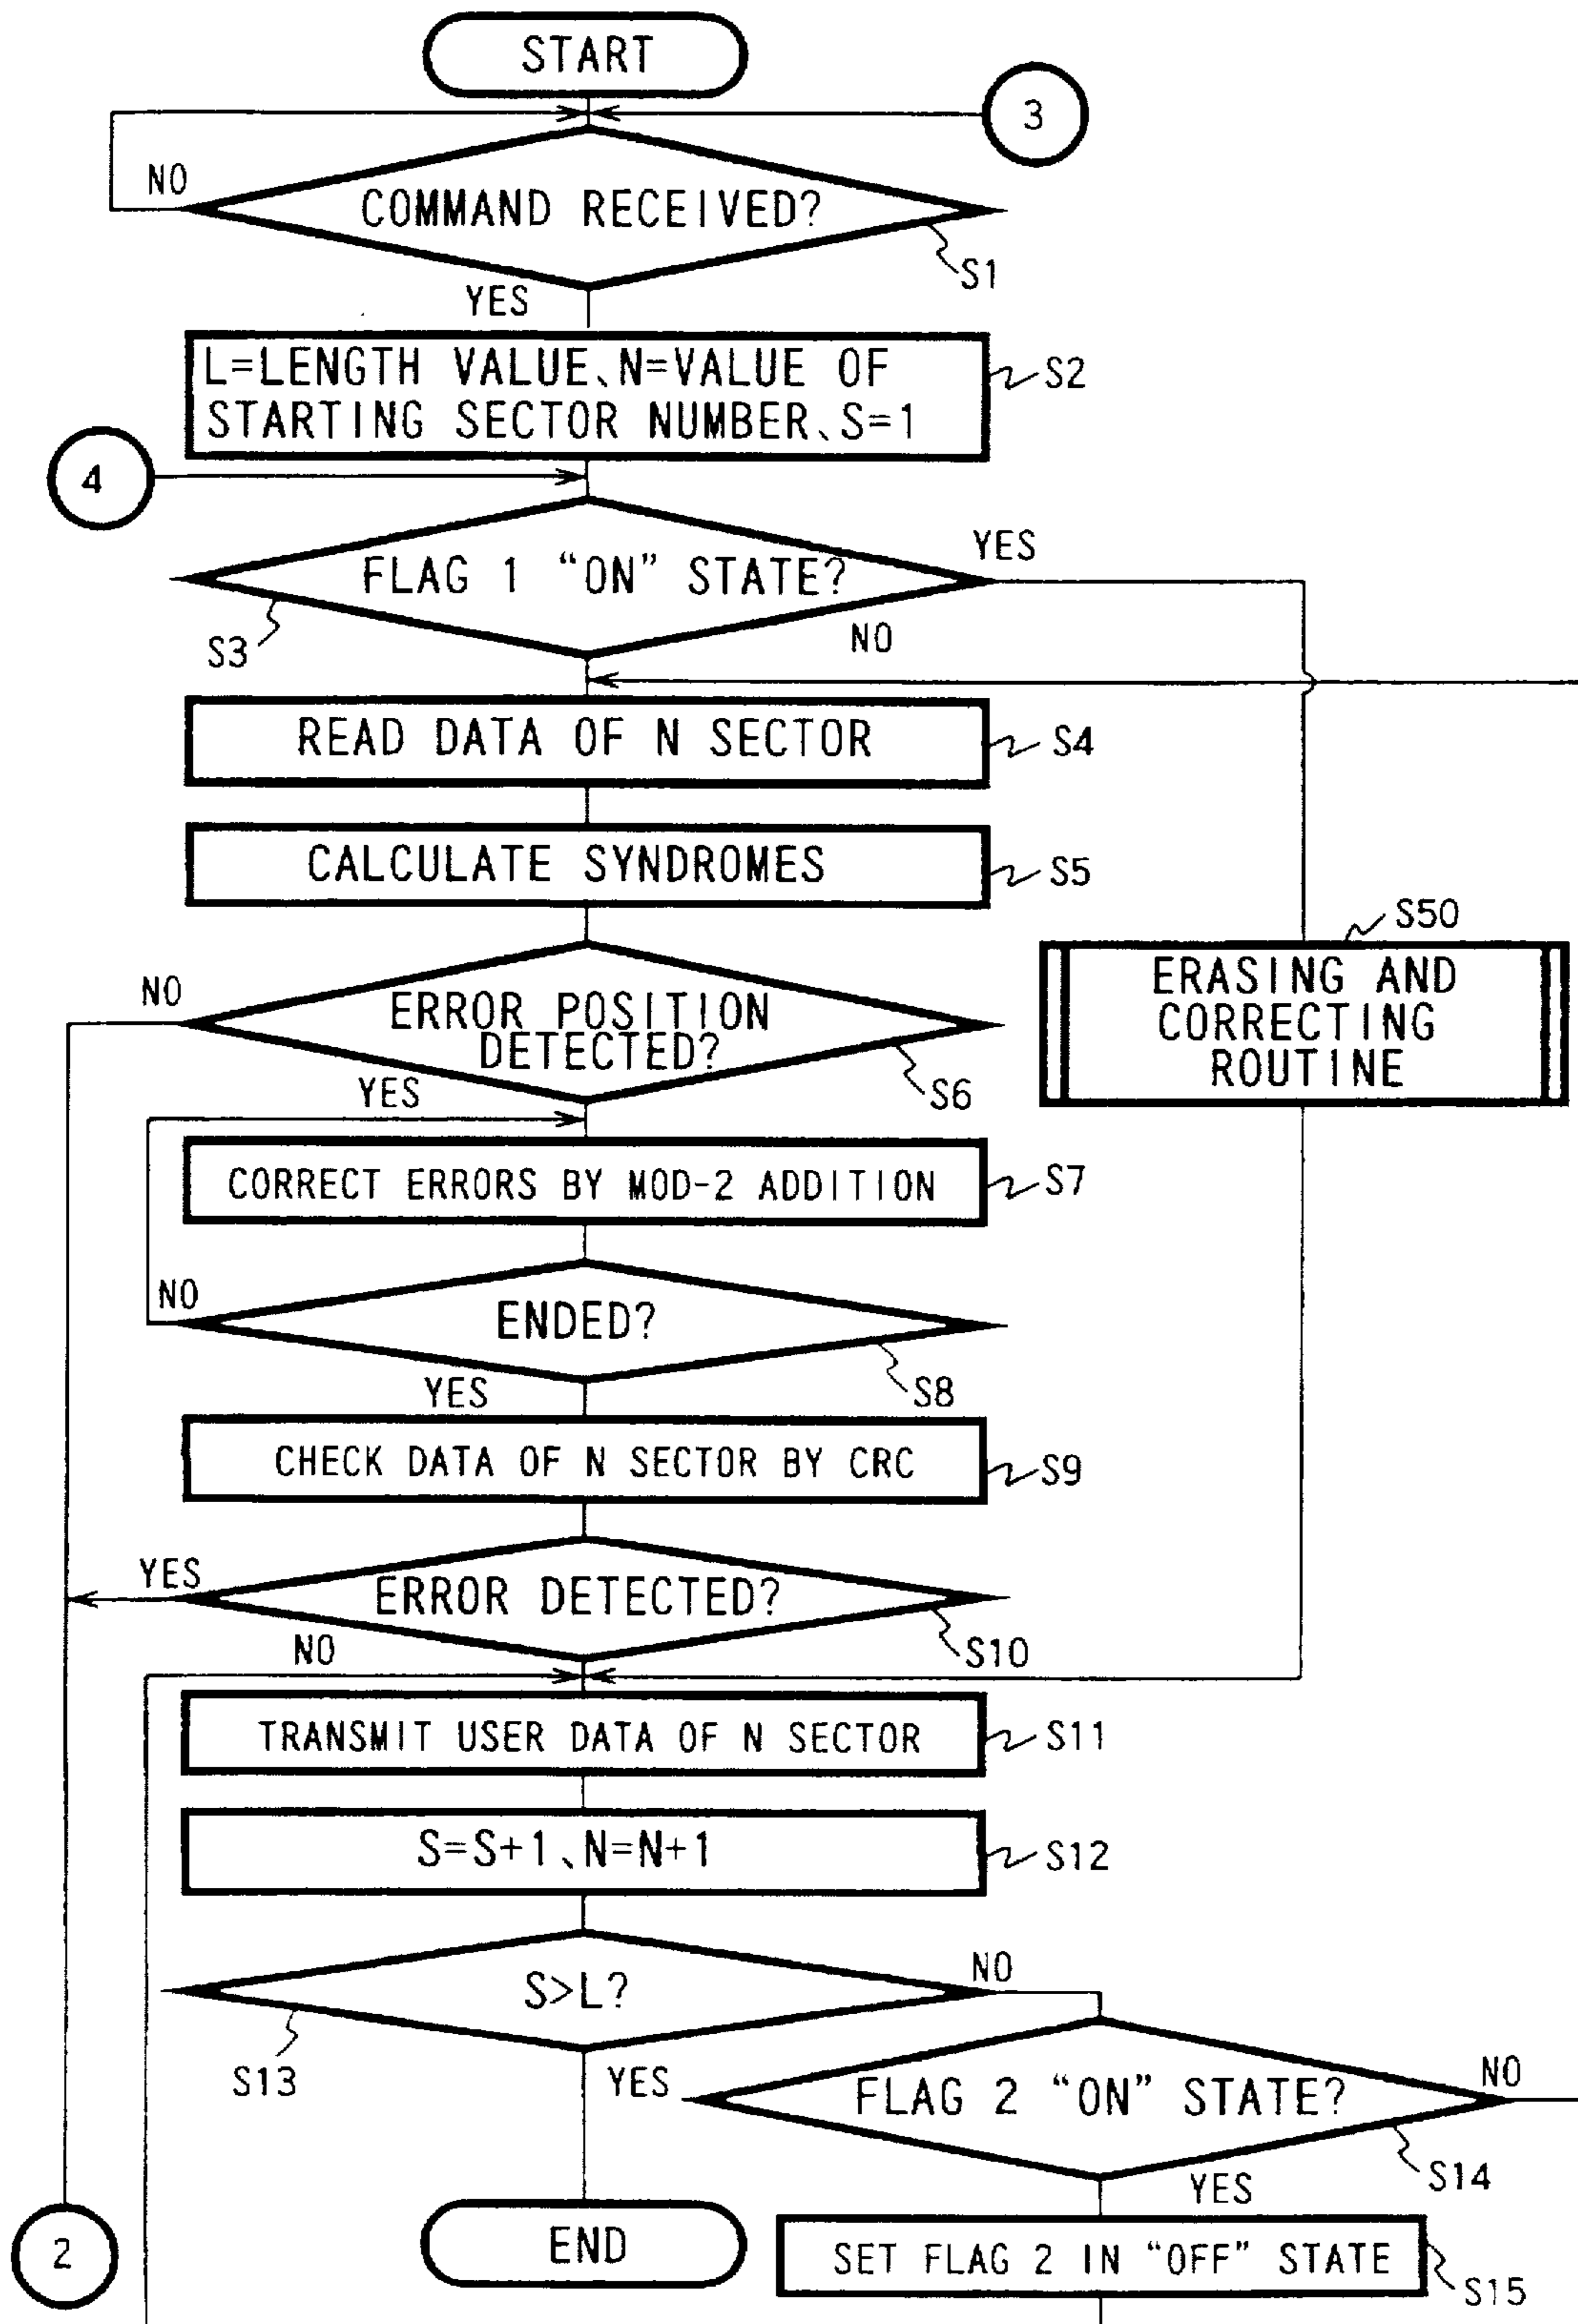 START
3
NO
COMMAND RECEIVED?
S1
YES
L=LENGTH VALUE、N=VALUE OF
STARTING SECTOR NUMBER、S=1
S2
4
YES
FLAG 1 “ON” STATE?
S3
NO
READ DATA OF N SECTOR
S4
CALCULATE SYNDROMES
S5
S50
ERASING AND
CORRECTING
ROUTINE
NO
ERROR POSITION
DETECTED?
S6
YES
CORRECT ERRORS BY MOD-2 ADDITION
S7
NO
ENDED?
S8
YES
CHECK DATA OF N SECTOR BY CRC
S9
YES
ERROR DETECTED?
S10
NO
TRANSMIT USER DATA OF N SECTOR
S11
S=S+1、N=N+1
S12
NO
S>L?
S13
YES
FLAG 2 “ON” STATE?
NO
S14
YES
2
END
SET FLAG 2 IN “OFF” STATE
S15